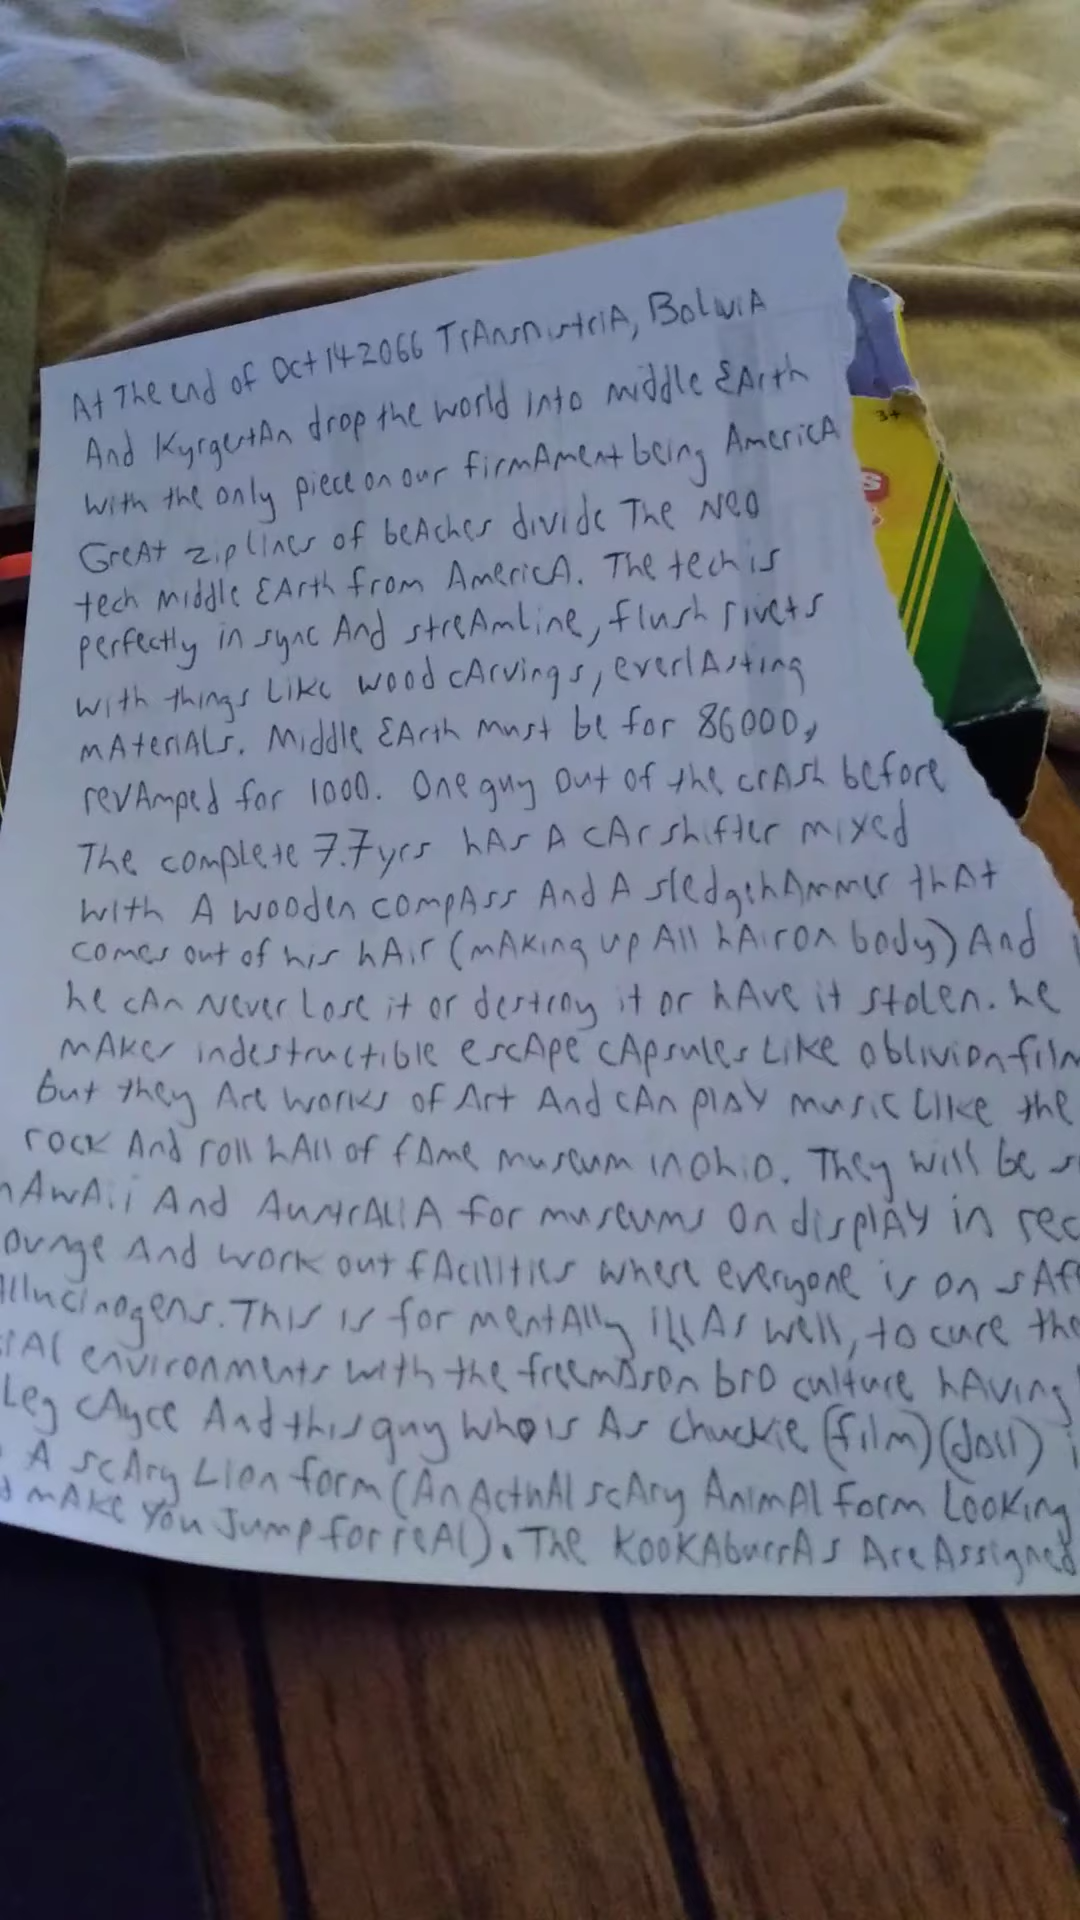 At The end of Oct 14 2066 TrAnsnistriA, BoliviA
And KyrgestAn drop the world into middle EArth
with the only piece on our firmAment being AmericA
GreAt ziplines of beAches divide The Neo
tech middle EArth from AmericA. The tech is
perfectly in sync And streAmline, flush rivets
with things Like wood cArvings, everlAsting
mAteriAls. Middle EArth must be for 86000,
revAmped for 1000. One guy out of the crAsh before
The complete 7.7yrs hAs A cAr shifter mixed
with A wooden compAss And A sledgehAmmer thAt
comes out of his hAir (mAking up All hAir on body) And
he cAn Never Lose it or destroy it or hAve it stolen. he
mAkes indestructible escApe cApsules Like oblivion film
but they Are works of Art And cAn plAy music Llke the
rock And roll hAll of fAme museum in Ohio. They will be s
AwAii And AustrAliA for museums On displAy in rec
ounge And work out fAcilities where everyone is on sAf
llucinogens. This is for mentAlly ill As well, to cure the
iAl environments with the freemAson bro culture hAving
Leg cAyce And this guy who is As chuckie (film) (doll) i
A scAry Lion form (An ActuAl scAry AnimAl form Looking
mAke You Jump for reAl). The KookAburrAs Are Assigned
3+
S